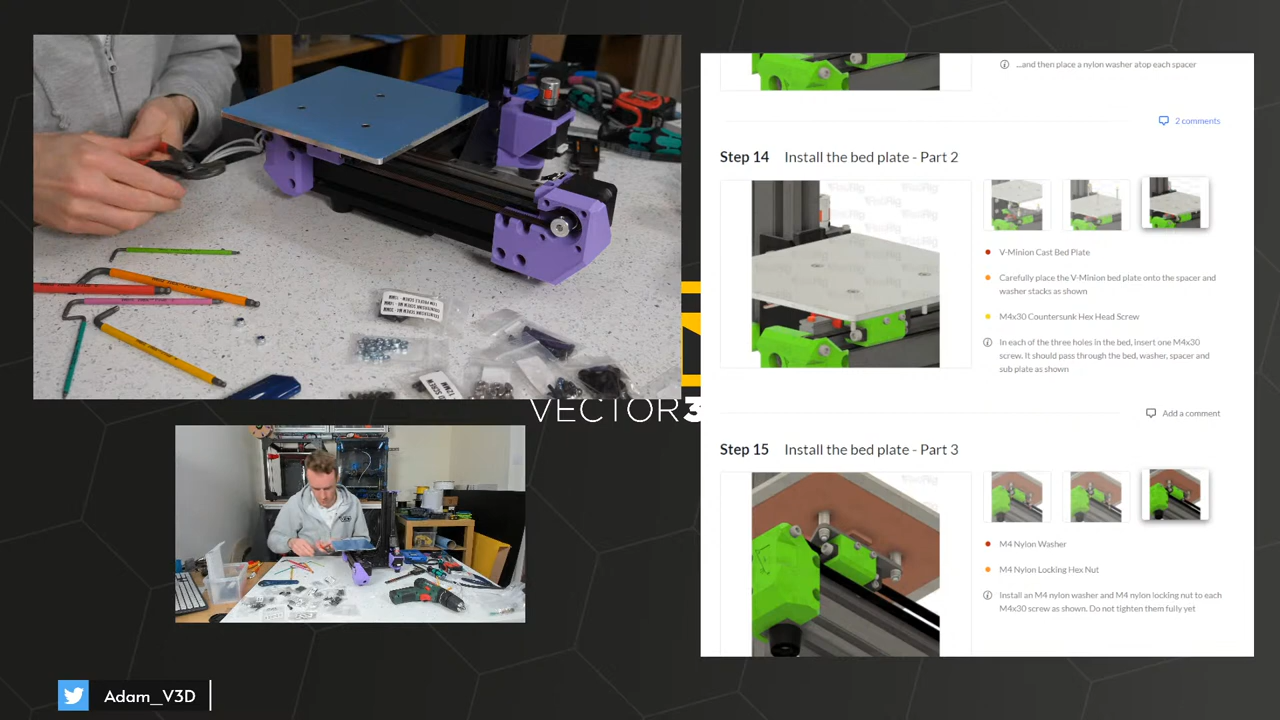 ...and then place a nylon washer atop each spacer
2 comments
Step 14 Install the bed plate - Part 2
V-Minion Cast Bed Plate
Carefully place the V-Minion bed plate onto the spacer and
washer stacks as shown
M4x30 Countersunk Hex Head Screw
In each of the three holes in the bed, insert one M4x30
screw. It should pass through the bed, washer, spacer and
sub plate as shown
Add a comment
Step 15 Install the bed plate - Part 3
M4 Nylon Washer
M4 Nylon Locking Hex Nut
Install an M4 nylon washer and M4 nylon locking nut to each
M4x30 screw as shown. Do not tighten them fully yet
VECTOR3
Adam_V3D